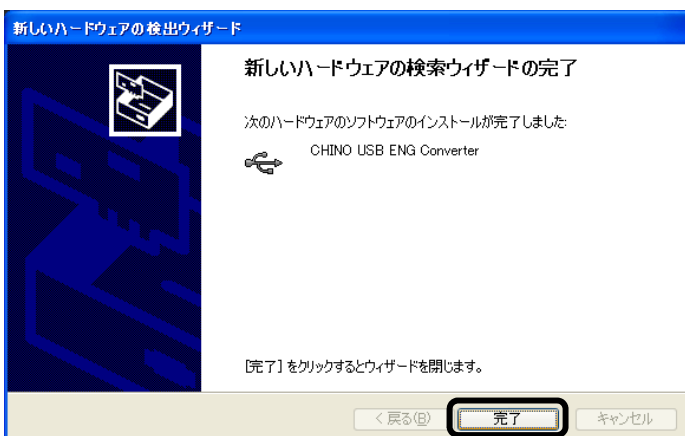 新しいハードウェアの検出ウィザード
新しいハードウェアの検索ウィザードの完了
次のハードウェアのソフトウェアのインストールが完了しました:
CHINO USB ENG Converter
[完了] をクリックするとウィザードを閉じます。
< 戻る(B) 完了 キャンセル